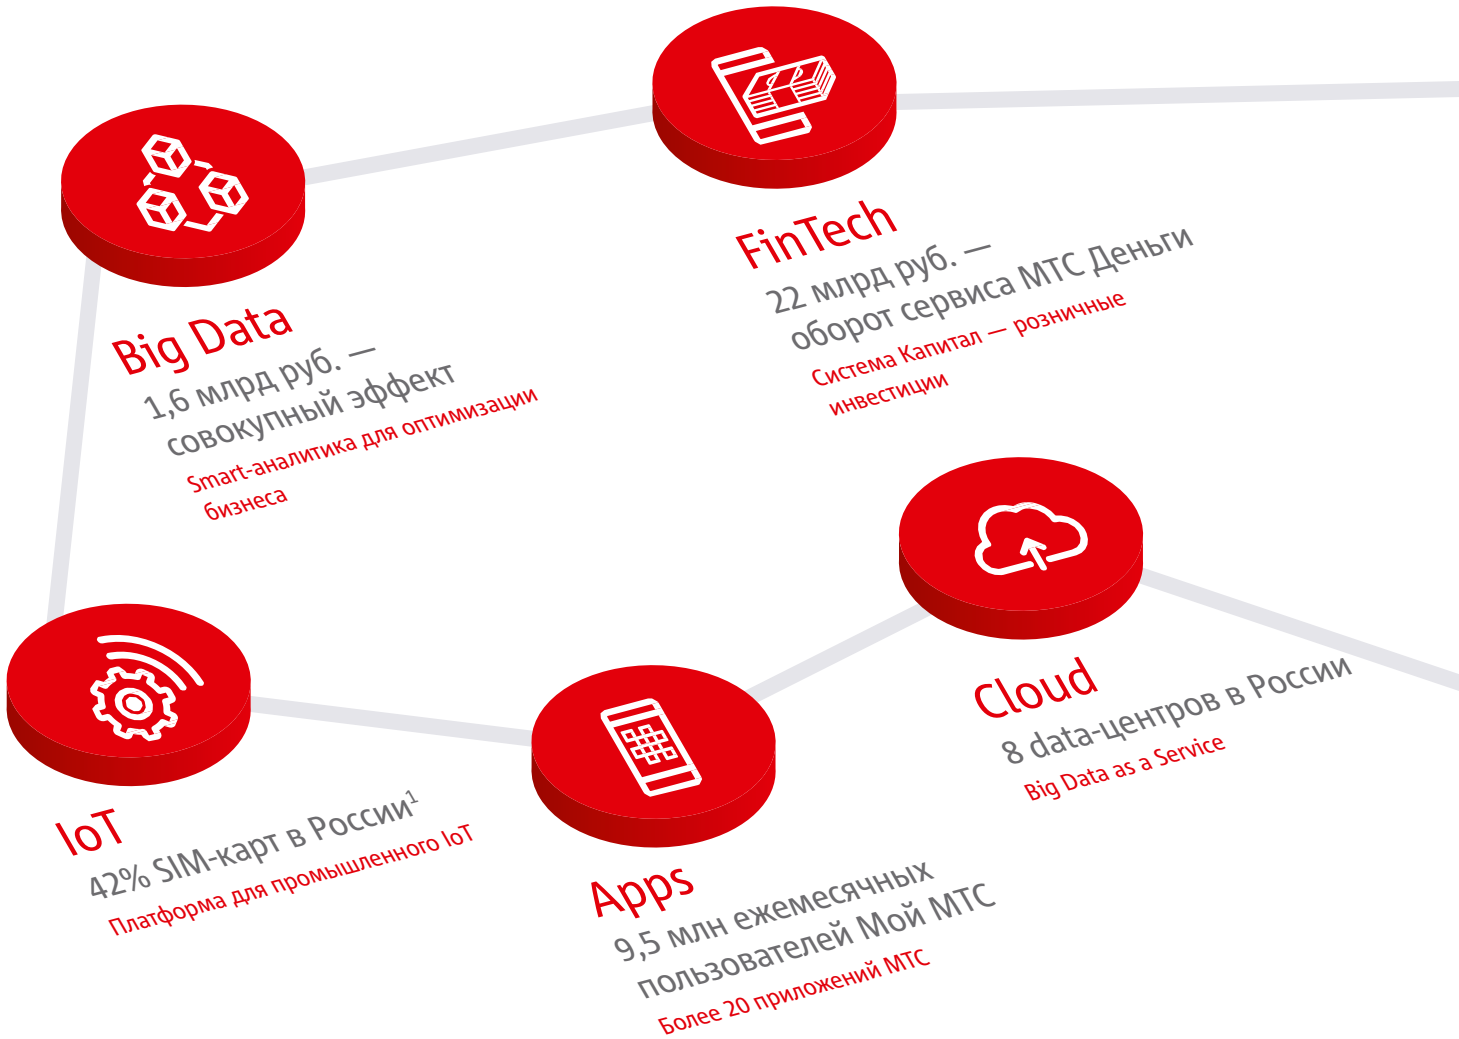 FinTech
22 млрд руб. —
оборот сервиса МТС Деньги
Система Капитал — розничные
инвестиции
Big Data
1,6 млрд руб. —
совокупный эффект
Smart-аналитика для оптимизации
бизнеса
Cloud
8 data-центров в России
Big Data as a Service
IoT
42% SIM-карт в России¹
Платформа для промышленного IoT
Apps
9,5 млн ежемесячных
пользователей Мой МТС
Более 20 приложений МТС